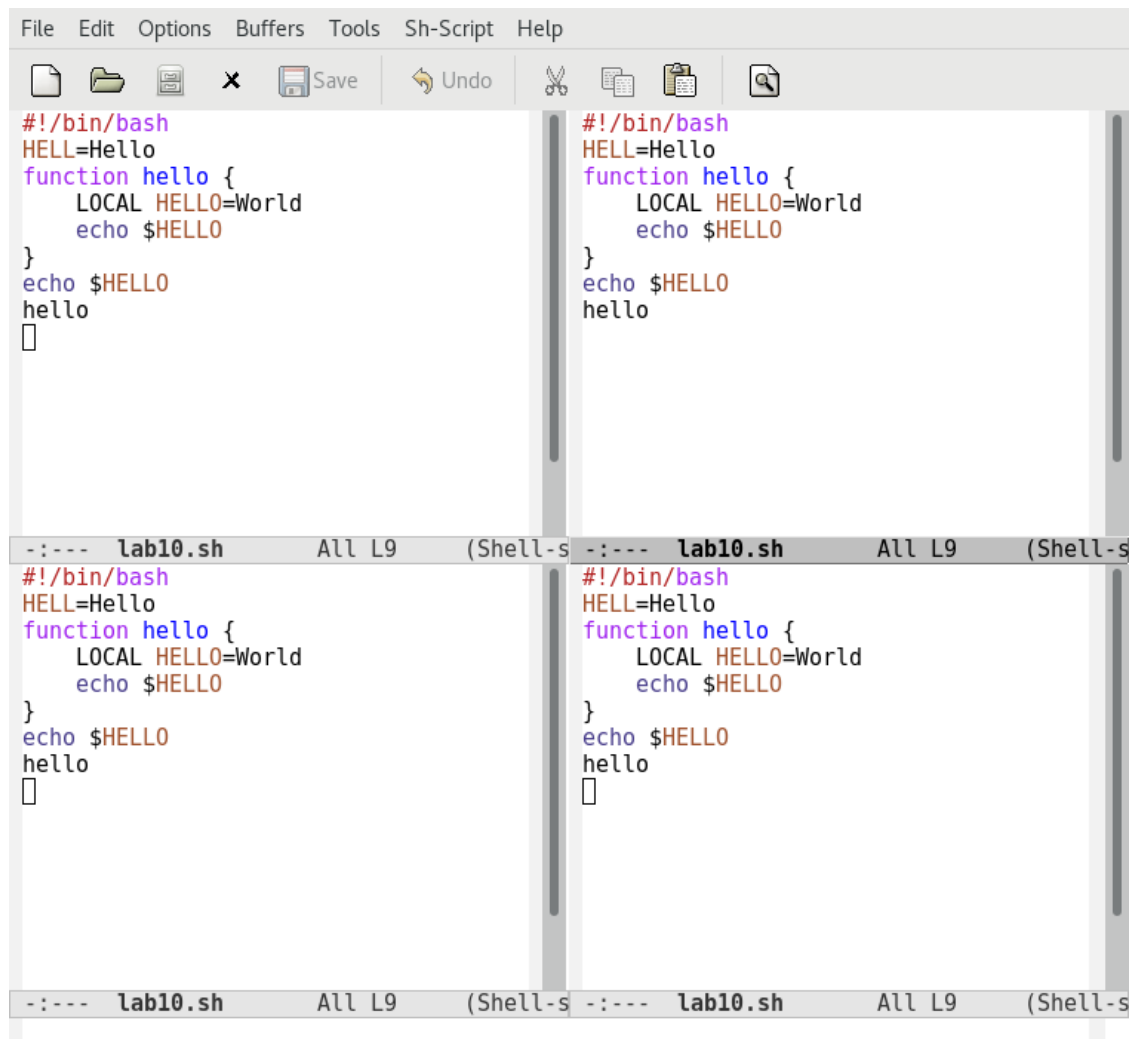 File Edit Options Buffers Tools Sh-Script Help
Save Undo
#!/bin/bash
HELL=Hello
function hello {
    LOCAL HELLO=World
    echo $HELLO
}
echo $HELLO
hello
-:--- lab10.sh All L9 (Shell-s
#!/bin/bash
HELL=Hello
function hello {
    LOCAL HELLO=World
    echo $HELLO
}
echo $HELLO
hello
-:--- lab10.sh All L9 (Shell-s
#!/bin/bash
HELL=Hello
function hello {
    LOCAL HELLO=World
    echo $HELLO
}
echo $HELLO
hello
-:--- lab10.sh All L9 (Shell-s
#!/bin/bash
HELL=Hello
function hello {
    LOCAL HELLO=World
    echo $HELLO
}
echo $HELLO
hello
-:--- lab10.sh All L9 (Shell-s